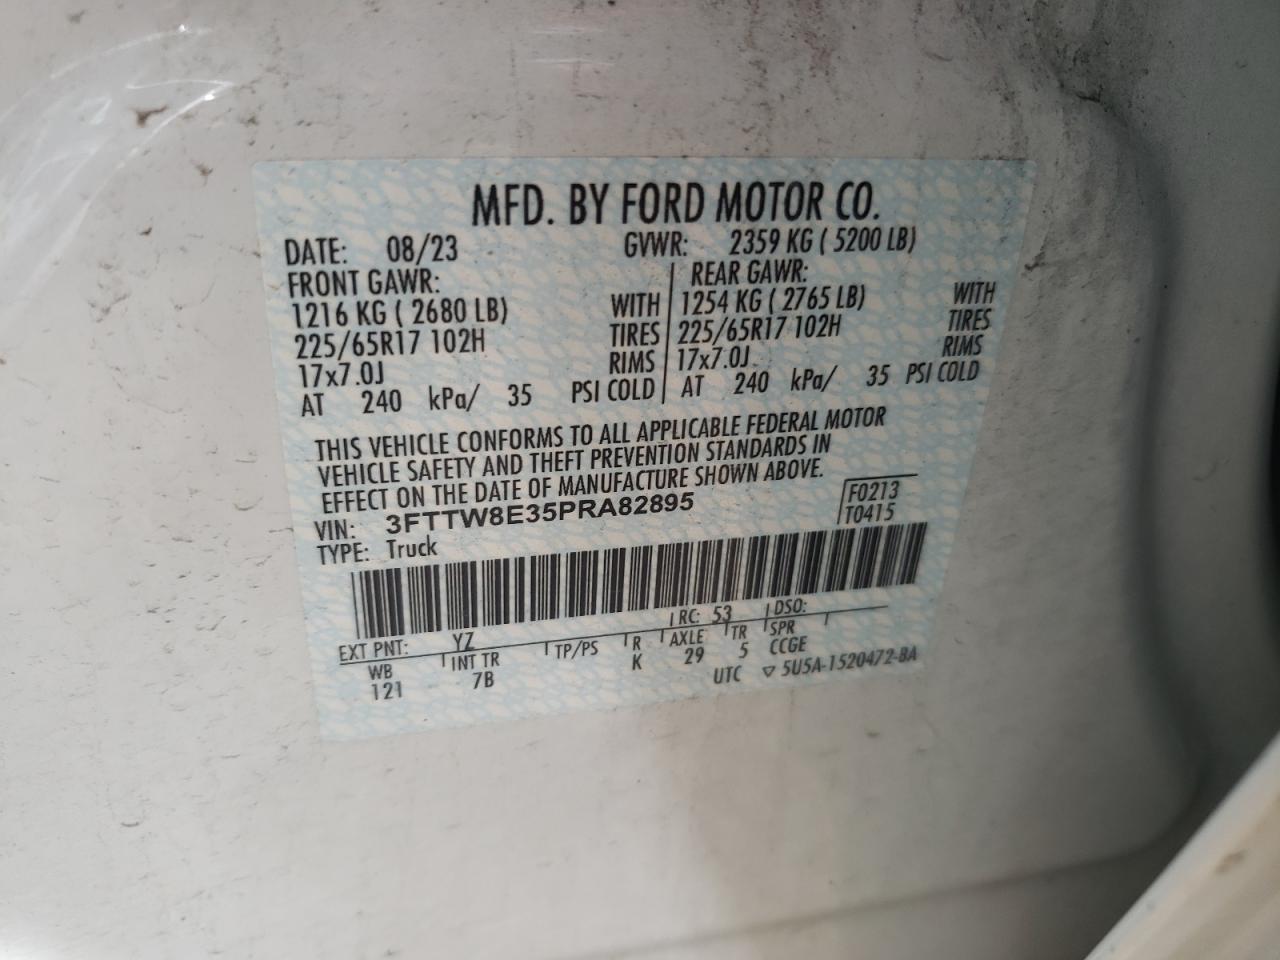 MFD. BY FORD MOTOR CO.
DATE: 08/23 GVWR: 2359 KG ( 5200 LB)
FRONT GAWR: REAR GAWR:
1216 KG ( 2680 LB) WITH 1254 KG ( 2765 LB) WITH
225/65R17 102H TIRES 225/65R17 102H TIRES
17x7.0J RIMS 17x7.0J RIMS
AT 240 kPa/ 35 PSI COLD AT 240 kPa/ 35 PSI COLD
THIS VEHICLE CONFORMS TO ALL APPLICABLE FEDERAL MOTOR
VEHICLE SAFETY AND THEFT PREVENTION STANDARDS IN
EFFECT ON THE DATE OF MANUFACTURE SHOWN ABOVE.
VIN: 3FTTW8E35PRA82895 F0213
TYPE: Truck T0415
EXT PNT: YZ RC: 53 DSO:
WB INT TR TP/PS R AXLE TR SPR
121 7B K 29 5 CCGE
UTC ▽ 5U5A-1520472-BA